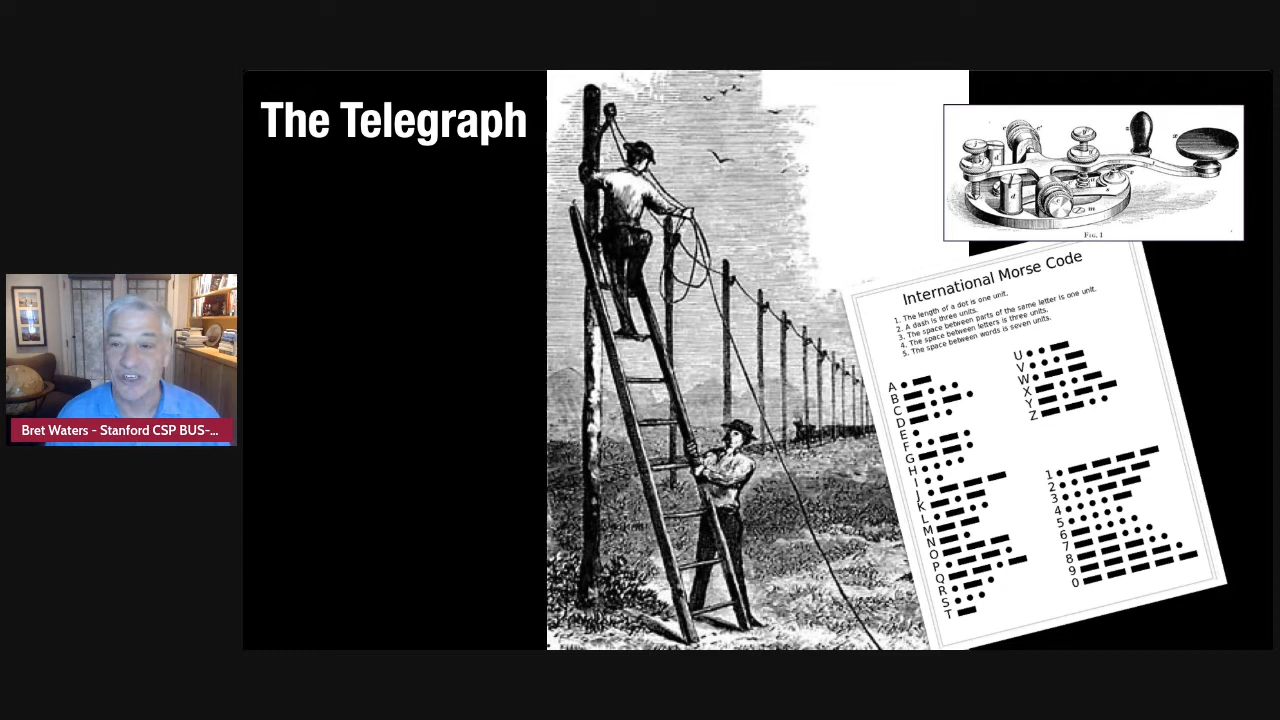 The Telegraph
FIG. 1
International Morse Code
1. The length of a dot is one unit.
2. A dash is three units.
3. The space between parts of the same letter is one unit.
4. The space between letters is three units.
5. The space between words is seven units.
A
B
C
D
E
F
G
H
I
J
K
L
M
N
O
P
Q
R
S
T
U
V
W
X
Y
Z
1
2
3
4
5
6
7
8
9
0
Bret Waters - Stanford CSP BUS-...